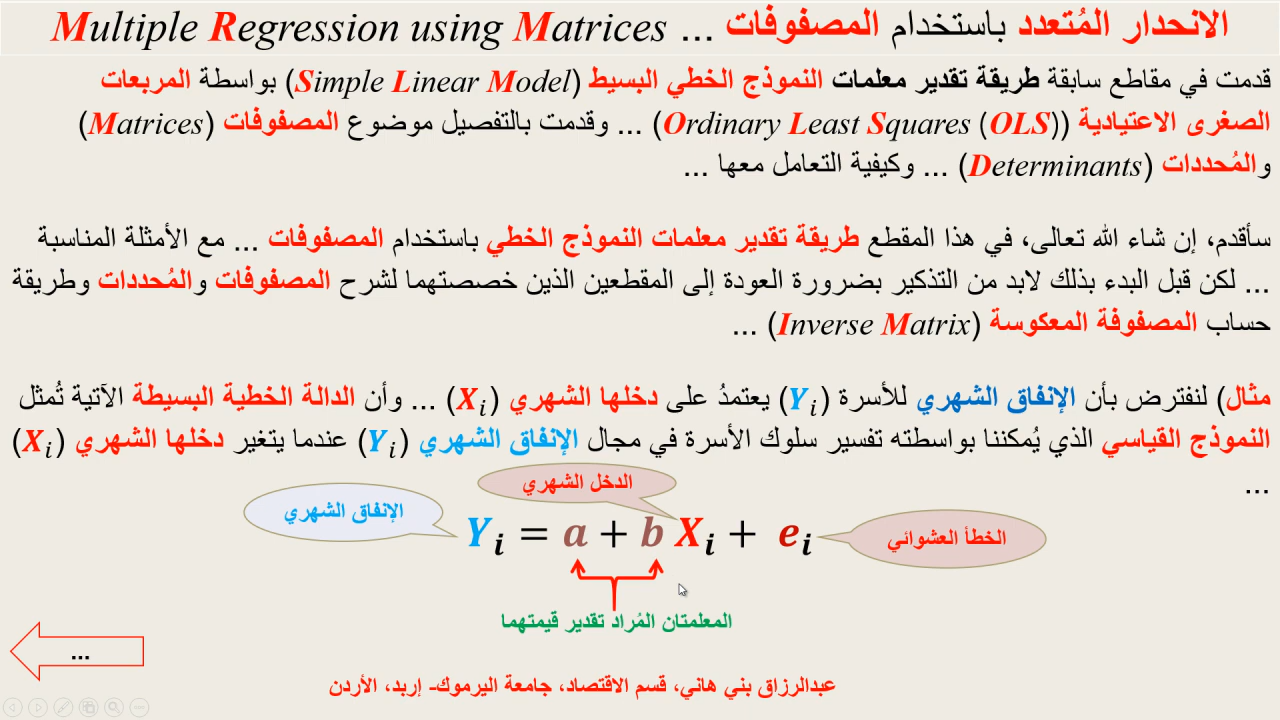 الانحدار المُتعدد باستخدام المصفوفات ... Multiple Regression using Matrices
قدمت في مقاطع سابقة طريقة تقدير معلمات النموذج الخطي البسيط (Simple Linear Model) بواسطة المربعات
الصغرى الاعتيادية (Ordinary Least Squares (OLS)) ... وقدمت بالتفصيل موضوع المصفوفات (Matrices)
والمُحددات (Determinants) ... وكيفية التعامل معها ...
سأقدم، إن شاء الله تعالى، في هذا المقطع طريقة تقدير معلمات النموذج الخطي باستخدام المصفوفات ... مع الأمثلة المناسبة
... لكن قبل البدء بذلك لابد من التذكير بضرورة العودة إلى المقطعين الذين خصصتهما لشرح المصفوفات والمُحددات وطريقة
حساب المصفوفة المعكوسة (Inverse Matrix) ...
مثال) لنفترض بأن الإنفاق الشهري للأسرة (Yᵢ) يعتمدُ على دخلها الشهري (Xᵢ) ... وأن الدالة الخطية البسيطة الآتية تُمثل
النموذج القياسي الذي يُمكننا بواسطته تفسير سلوك الأسرة في مجال الإنفاق الشهري (Yᵢ) عندما يتغير دخلها الشهري (Xᵢ)
...
الدخل الشهري
الإنفاق الشهري
Yᵢ = a + b Xᵢ + eᵢ
الخطأ العشوائي
المعلمتان المُراد تقدير قيمتهما
...
عبدالرزاق بني هاني، قسم الاقتصاد، جامعة اليرموك- إربد، الأردن